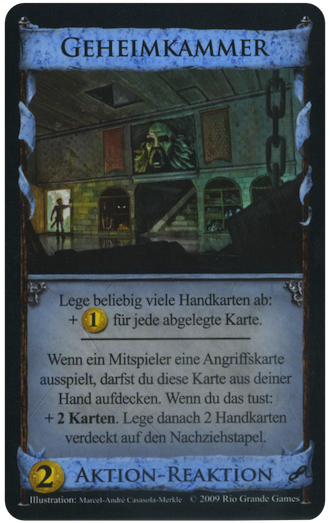 GEHEIMKAMMER
Lege beliebig viele Handkarten ab:
+ 1 für jede abgelegte Karte.
Wenn ein Mitspieler eine Angriffskarte
ausspielt, darfst du diese Karte aus deiner
Hand aufdecken. Wenn du das tust:
+ 2 Karten. Lege danach 2 Handkarten
verdeckt auf den Nachziehstapel.
2 AKTION-REAKTION
Illustration: Marcel-André Casasola-Merkle © 2009 Rio Grande Games